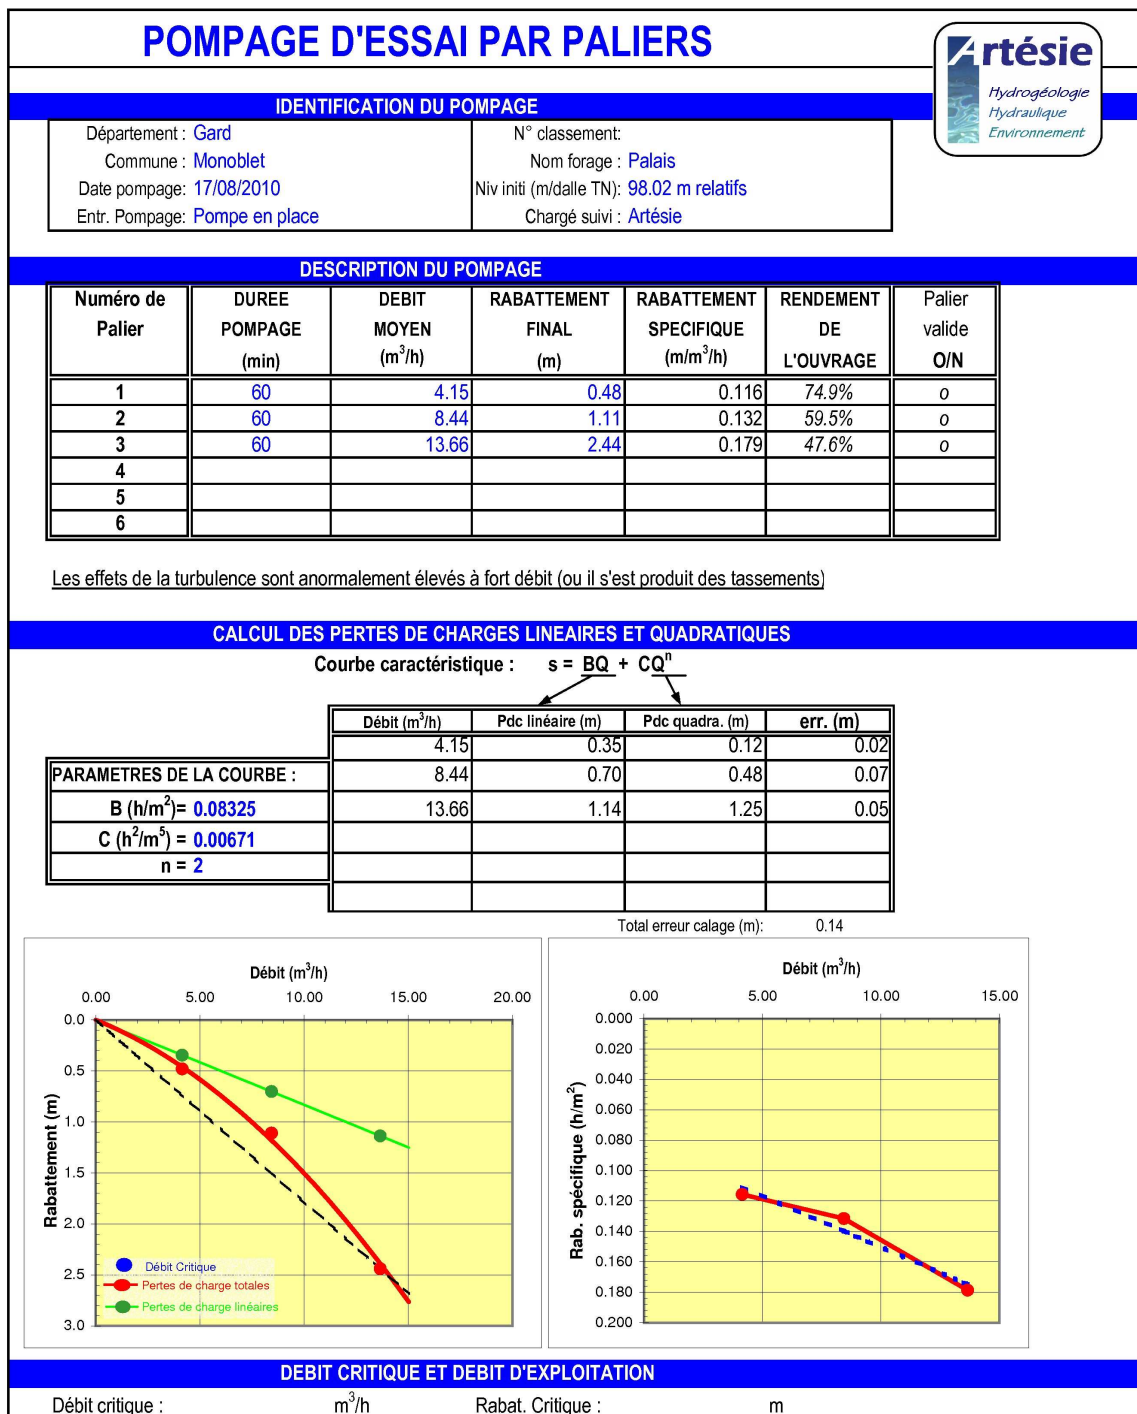 POMPAGE D'ESSAI PAR PALIERS
Artésie
Hydrogéologie
Hydraulique
Environnement
IDENTIFICATION DU POMPAGE
Département : Gard N° classement:
Commune : Monoblet Nom forage : Palais
Date pompage: 17/08/2010 Niv initi (m/dalle TN): 98.02 m relatifs
Entr. Pompage: Pompe en place Chargé suivi : Artésie
DESCRIPTION DU POMPAGE
Numéro de DUREE DEBIT RABATTEMENT RABATTEMENT RENDEMENT Palier
Palier POMPAGE MOYEN FINAL SPECIFIQUE DE valide
(min) (m³/h) (m) (m/m³/h) L'OUVRAGE O/N
1 60 4.15 0.48 0.116 74.9% o
2 60 8.44 1.11 0.132 59.5% o
3 60 13.66 2.44 0.179 47.6% o
4
5
6
Les effets de la turbulence sont anormalement élevés à fort débit (ou il s'est produit des tassements)
CALCUL DES PERTES DE CHARGES LINEAIRES ET QUADRATIQUES
Courbe caractéristique : s = BQ + CQⁿ
Débit (m³/h) Pdc linéaire (m) Pdc quadra. (m) err. (m)
4.15 0.35 0.12 0.02
PARAMETRES DE LA COURBE : 8.44 0.70 0.48 0.07
B (h/m²)= 0.08325 13.66 1.14 1.25 0.05
C (h²/m⁵) = 0.00671
n = 2
Total erreur calage (m): 0.14
Débit (m³/h)
0.00 5.00 10.00 15.00 20.00
0.0
0.5
1.0
1.5
2.0
2.5
3.0
Rabattement (m)
Débit Critique
Pertes de charge totales
Pertes de charge linéaires
Débit (m³/h)
0.00 5.00 10.00 15.00
0.000
0.020
0.040
0.060
0.080
0.100
0.120
0.140
0.160
0.180
0.200
Rab. spécifique (h/m²)
DEBIT CRITIQUE ET DEBIT D'EXPLOITATION
Débit critique : m³/h Rabat. Critique : m